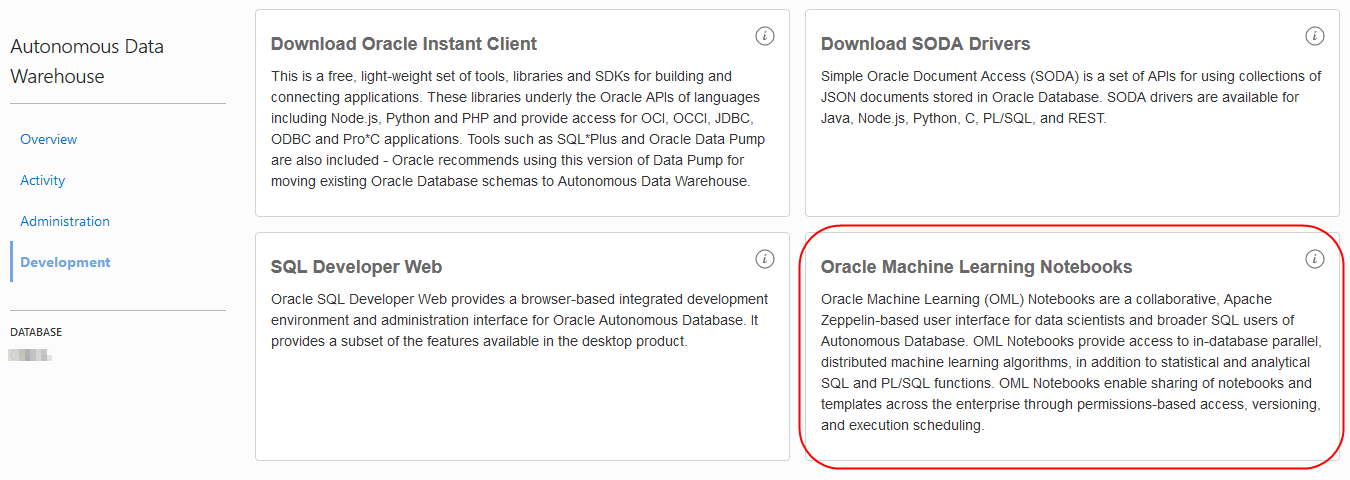 Autonomous Data
Warehouse
Overview
Activity
Administration
Development
DATABASE
Download Oracle Instant Client
This is a free, light-weight set of tools, libraries and SDKs for building and
connecting applications. These libraries underly the Oracle APIs of languages
including Node.js, Python and PHP and provide access for OCI, OCCI, JDBC,
ODBC and Pro*C applications. Tools such as SQL*Plus and Oracle Data Pump
are also included - Oracle recommends using this version of Data Pump for
moving existing Oracle Database schemas to Autonomous Data Warehouse.
Download SODA Drivers
Simple Oracle Document Access (SODA) is a set of APIs for using collections of
JSON documents stored in Oracle Database. SODA drivers are available for
Java, Node.js, Python, C, PL/SQL, and REST.
SQL Developer Web
Oracle SQL Developer Web provides a browser-based integrated development
environment and administration interface for Oracle Autonomous Database. It
provides a subset of the features available in the desktop product.
Oracle Machine Learning Notebooks
Oracle Machine Learning (OML) Notebooks are a collaborative, Apache
Zeppelin-based user interface for data scientists and broader SQL users of
Autonomous Database. OML Notebooks provide access to in-database parallel,
distributed machine learning algorithms, in addition to statistical and analytical
SQL and PL/SQL functions. OML Notebooks enable sharing of notebooks and
templates across the enterprise through permissions-based access, versioning,
and execution scheduling.